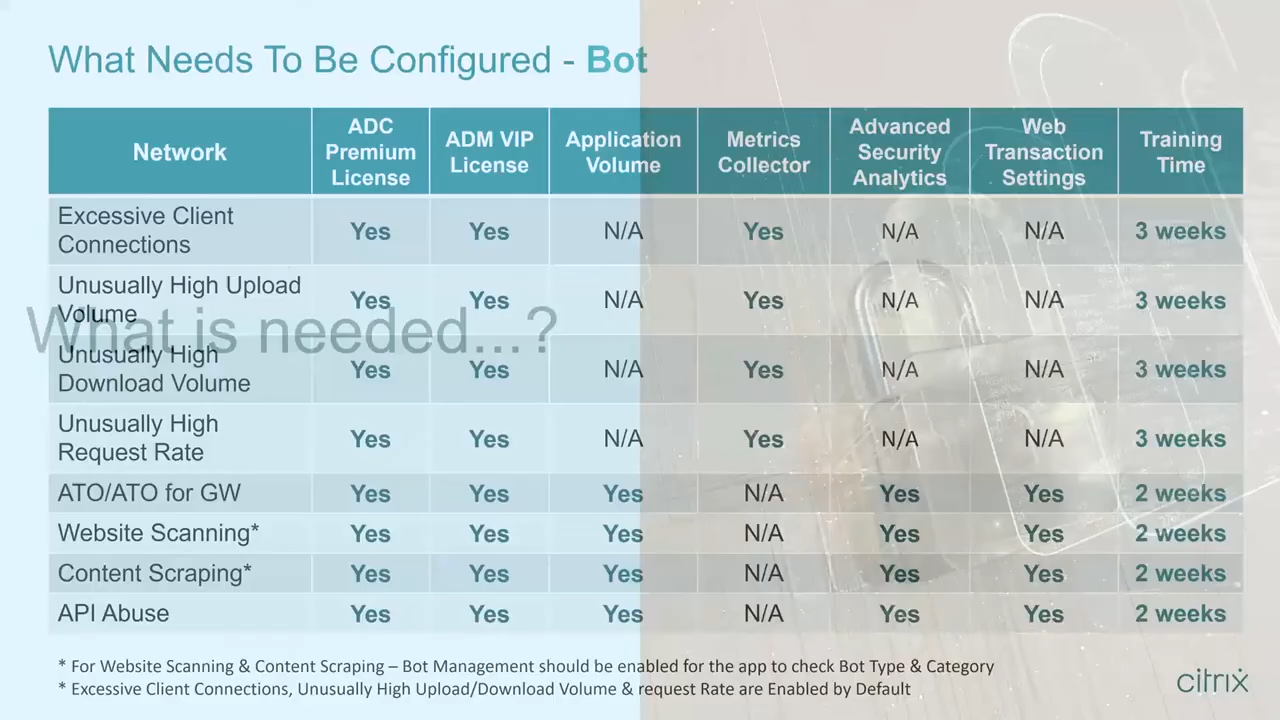 What Needs To Be Configured - Bot
Network
ADC Premium License
ADM VIP License
Application Volume
Metrics Collector
Advanced Security Analytics
Web Transaction Settings
Training Time
Excessive Client Connections Yes Yes N/A Yes N/A N/A 3 weeks
Unusually High Upload Volume Yes Yes N/A Yes N/A N/A 3 weeks
What is needed...?
Unusually High Download Volume Yes Yes N/A Yes N/A N/A 3 weeks
Unusually High Request Rate Yes Yes N/A Yes N/A N/A 3 weeks
ATO/ATO for GW Yes Yes Yes N/A Yes Yes 2 weeks
Website Scanning* Yes Yes Yes N/A Yes Yes 2 weeks
Content Scraping* Yes Yes Yes N/A Yes Yes 2 weeks
API Abuse Yes Yes Yes N/A Yes Yes 2 weeks
* For Website Scanning & Content Scraping – Bot Management should be enabled for the app to check Bot Type & Category
* Excessive Client Connections, Unusually High Upload/Download Volume & request Rate are Enabled by Default
citrix